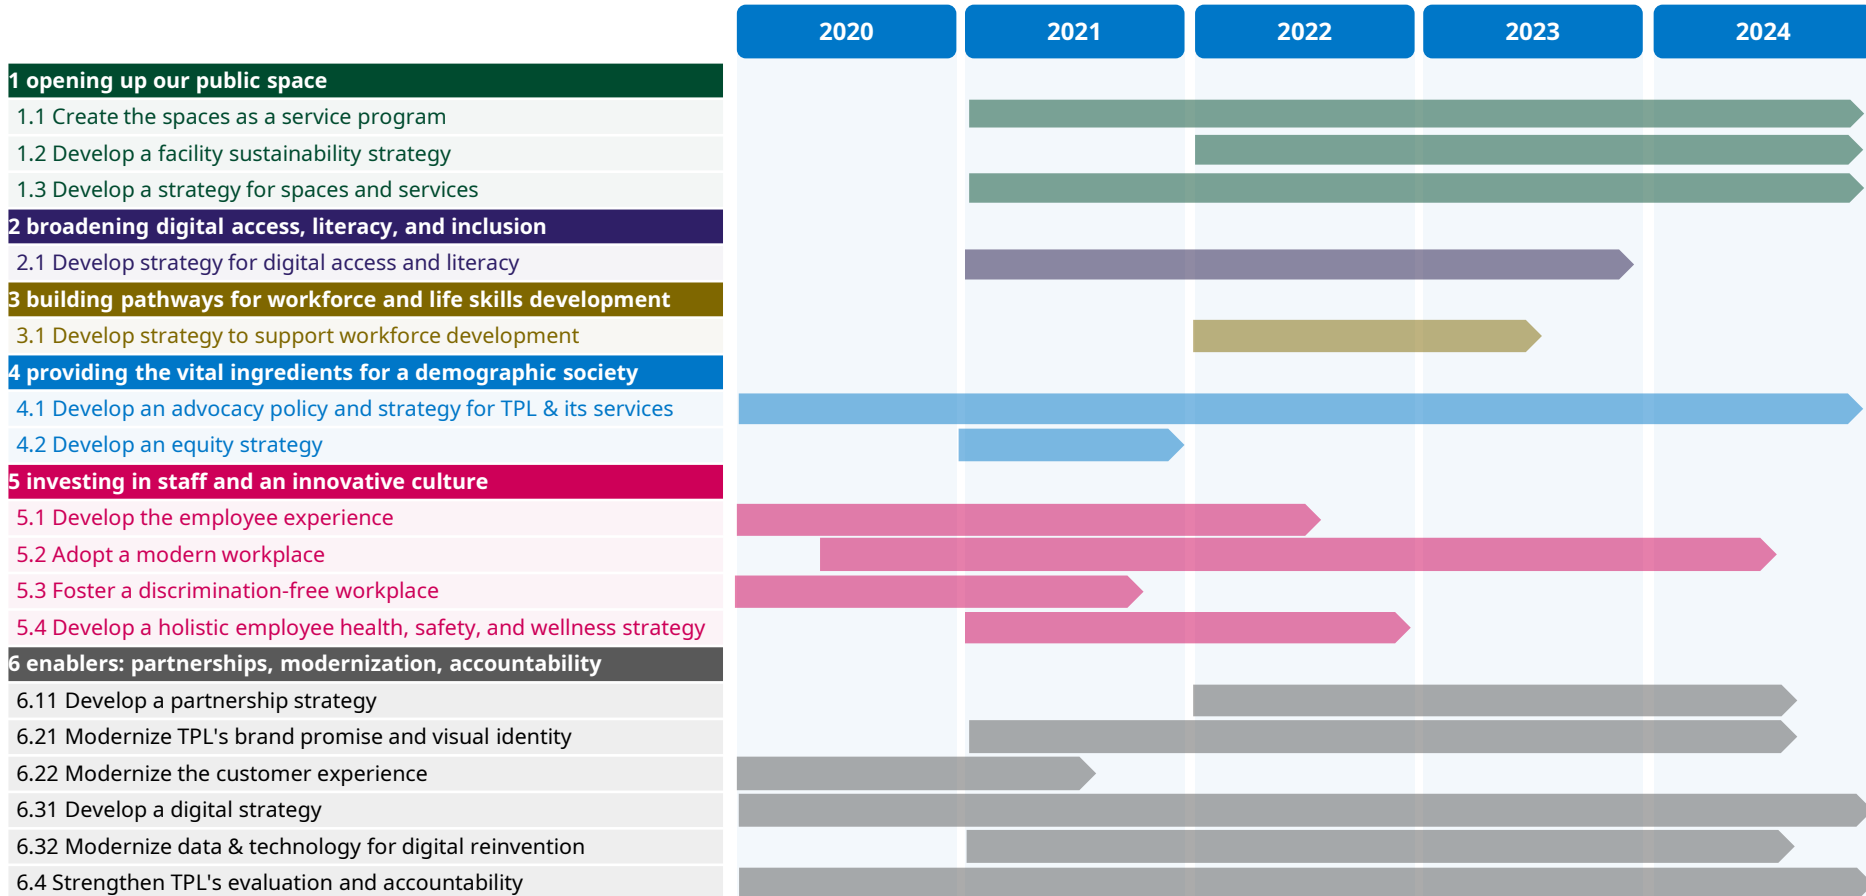 2020 2021 2022 2023 2024
1 opening up our public space
1.1 Create the spaces as a service program
1.2 Develop a facility sustainability strategy
1.3 Develop a strategy for spaces and services
2 broadening digital access, literacy, and inclusion
2.1 Develop strategy for digital access and literacy
3 building pathways for workforce and life skills development
3.1 Develop strategy to support workforce development
4 providing the vital ingredients for a demographic society
4.1 Develop an advocacy policy and strategy for TPL & its services
4.2 Develop an equity strategy
5 investing in staff and an innovative culture
5.1 Develop the employee experience
5.2 Adopt a modern workplace
5.3 Foster a discrimination-free workplace
5.4 Develop a holistic employee health, safety, and wellness strategy
6 enablers: partnerships, modernization, accountability
6.11 Develop a partnership strategy
6.21 Modernize TPL's brand promise and visual identity
6.22 Modernize the customer experience
6.31 Develop a digital strategy
6.32 Modernize data & technology for digital reinvention
6.4 Strengthen TPL's evaluation and accountability